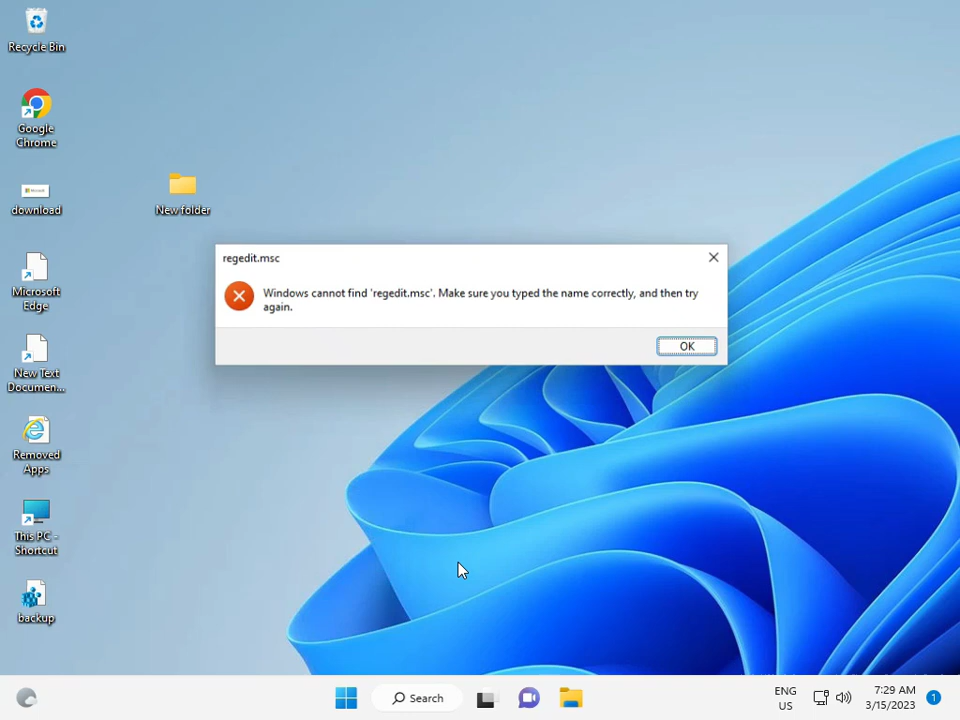 Recycle Bin
Google
Chrome
download
New folder
Microsoft
Edge
New Text
Documen...
Removed
Apps
This PC -
Shortcut
backup
regedit.msc
Windows cannot find 'regedit.msc'. Make sure you typed the name correctly, and then try
again.
OK
Search
ENG
US
7:29 AM
3/15/2023
1